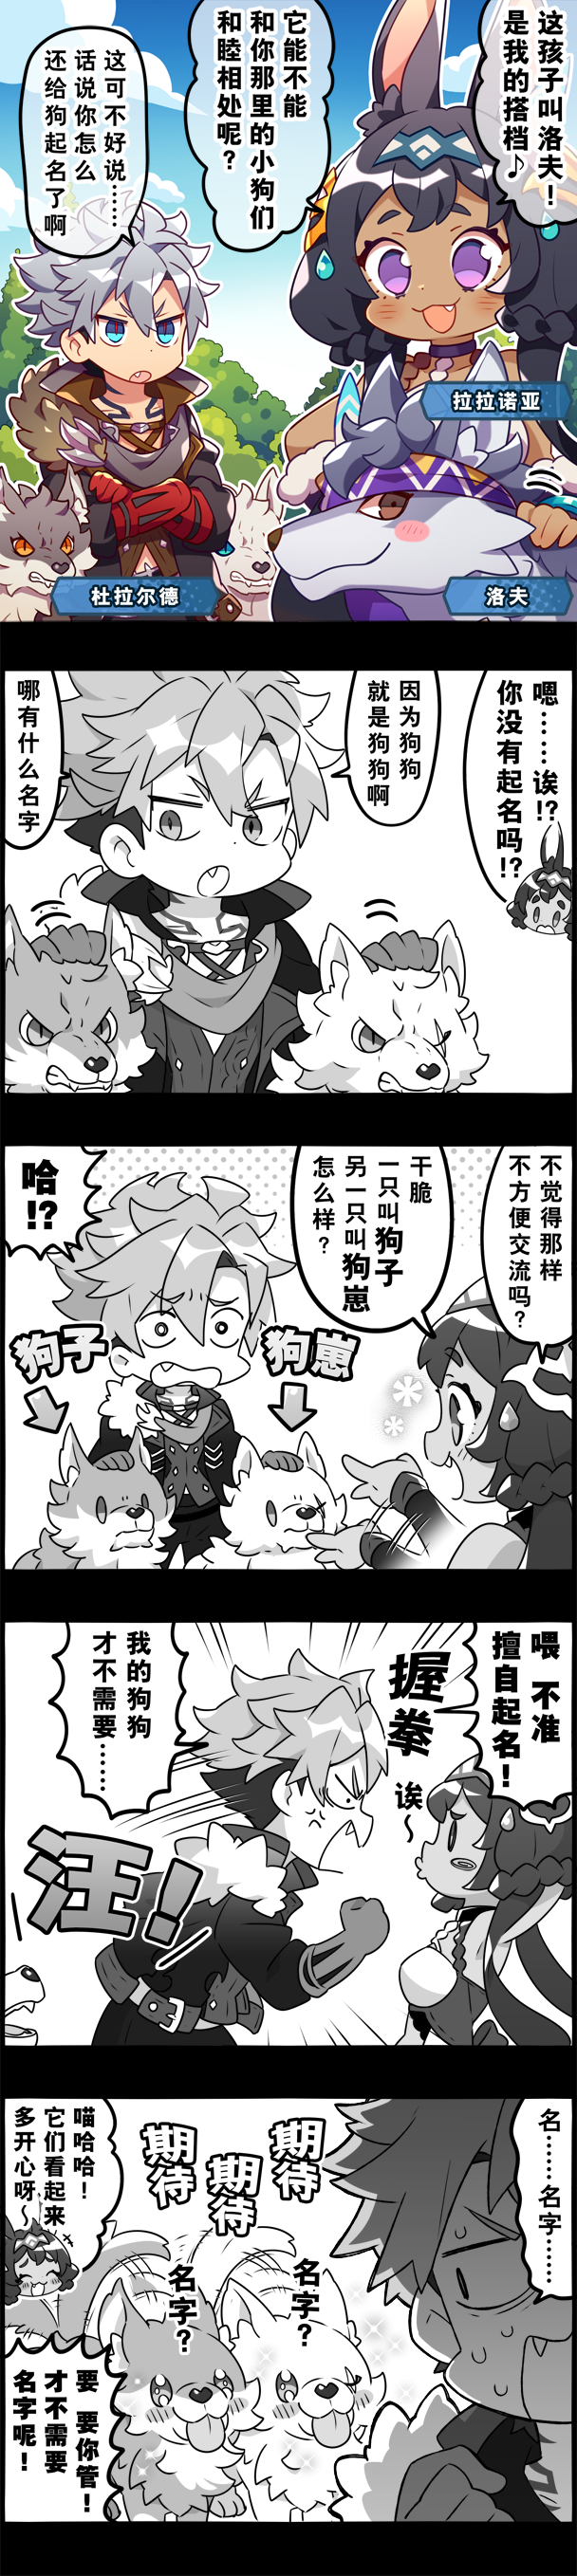 这孩子叫洛夫！
是我的搭档♪
它能不能
和你那里的小狗们
和睦相处呢？
这可不好说……
话说你怎么
还给狗起名了啊
拉拉诺亚
杜拉尔德
洛夫
嗯……诶!?
你没有起名吗!?
因为狗狗
就是狗狗啊
哪有什么名字
不觉得那样
不方便交流吗？
干脆
一只叫狗子
另一只叫狗崽
怎么样？
哈!?
狗子
狗崽
喂 不准
擅自起名！
握拳
诶～
我的狗狗
才不需要……
汪！
名……名字……
期待
期待
期待
名字？
名字？
喵哈哈！
它们看起来
多开心呀～
要 要你管！
才不需要
名字呢！